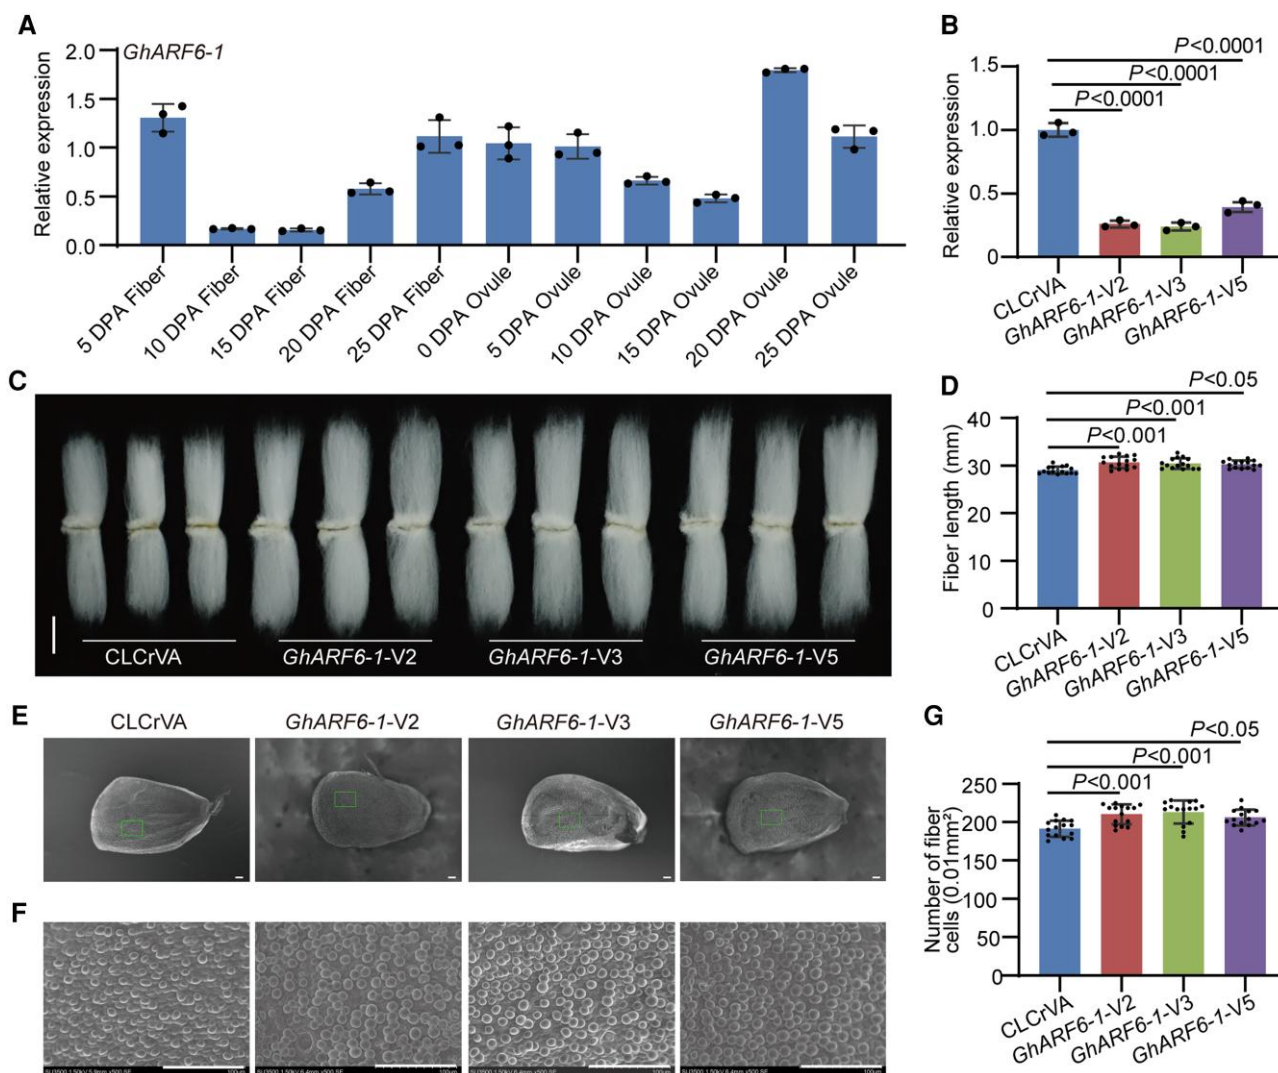 A
GhARF6-1
Relative expression
2.0
1.5
1.0
0.5
0.0
5 DPA Fiber
10 DPA Fiber
15 DPA Fiber
20 DPA Fiber
25 DPA Fiber
0 DPA Ovule
5 DPA Ovule
10 DPA Ovule
15 DPA Ovule
20 DPA Ovule
25 DPA Ovule
B
P<0.0001
P<0.0001
P<0.0001
Relative expression
1.5
1.0
0.5
0
CLCrVA
GhARF6-1-V2
GhARF6-1-V3
GhARF6-1-V5
C
CLCrVA
GhARF6-1-V2
GhARF6-1-V3
GhARF6-1-V5
D
P<0.05
P<0.001
P<0.001
Fiber length (mm)
40
30
20
10
0
CLCrVA
GhARF6-1-V2
GhARF6-1-V3
GhARF6-1-V5
E
CLCrVA
GhARF6-1-V2
GhARF6-1-V3
GhARF6-1-V5
F
100μm
100μm
100μm
100μm
G
P<0.05
P<0.001
P<0.001
Number of fiber
cells (0.01mm²)
250
200
150
100
50
0
CLCrVA
GhARF6-1-V2
GhARF6-1-V3
GhARF6-1-V5